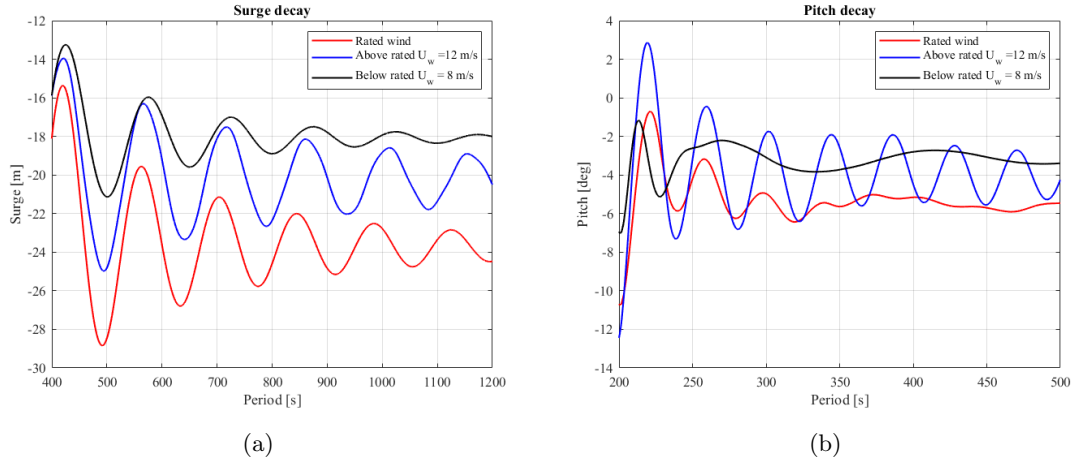 Surge decay
-12
-14
-16
-18
-20
-22
-24
-26
-28
-30
Surge [m]
400 500 600 700 800 900 1000 1100 1200
Period [s]
Rated wind
Above rated U_w =12 m/s
Below rated U_w = 8 m/s
(a)
Pitch decay
4
2
0
-2
-4
-6
-8
-10
-12
-14
Pitch [deg]
200 250 300 350 400 450 500
Period [s]
Rated wind
Above rated U_w =12 m/s
Below rated U_w = 8 m/s
(b)